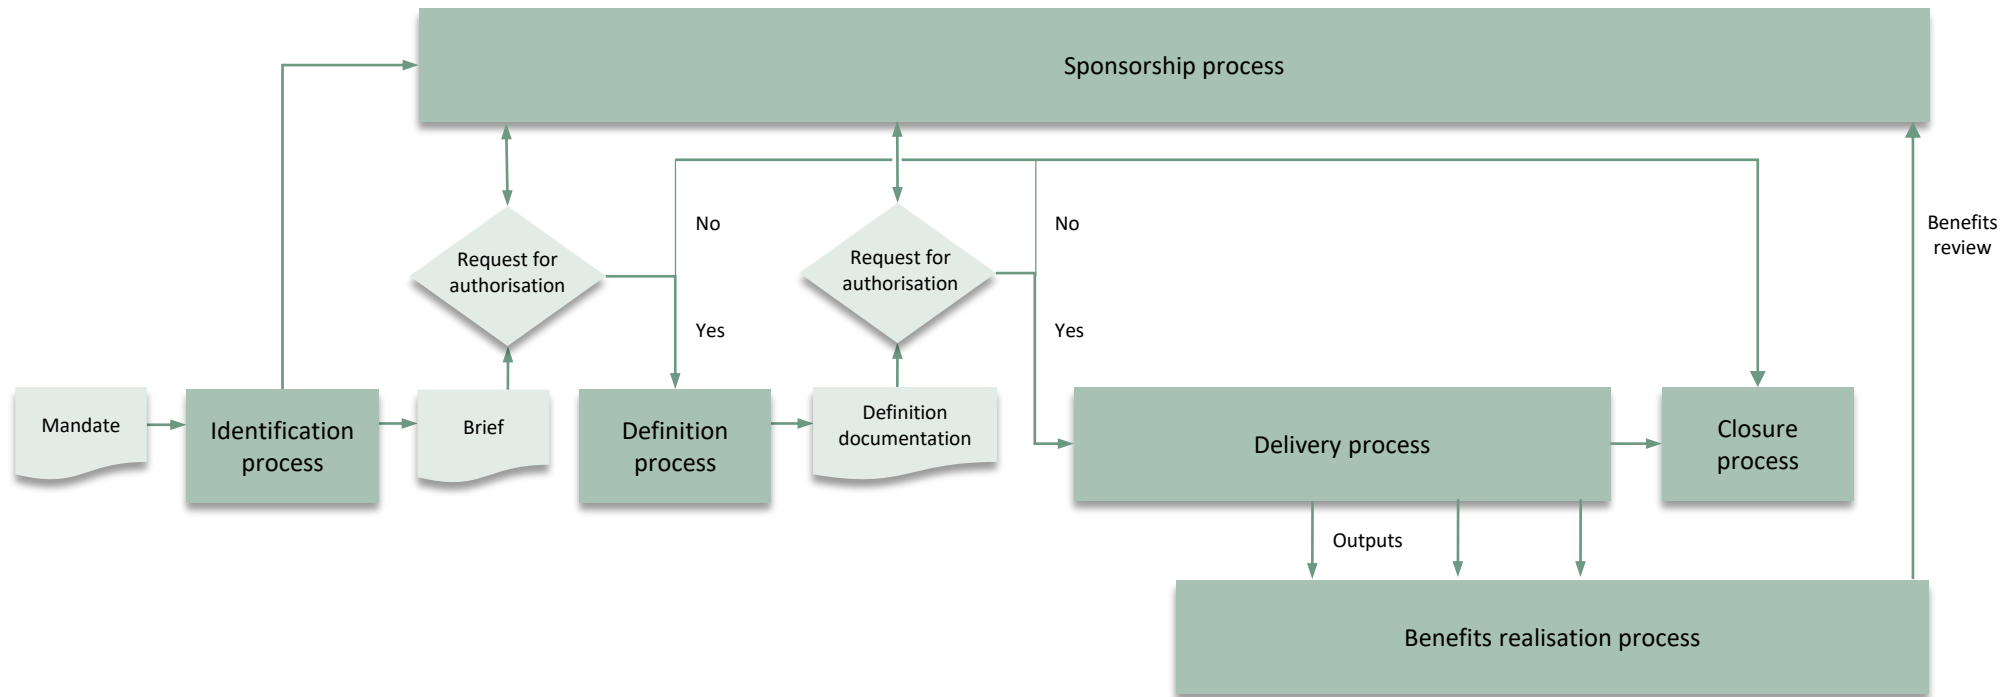 Sponsorship process
Request for
authorisation
No
Yes
Request for
authorisation
No
Yes
Benefits
review
Mandate
Identification
process
Brief
Definition
process
Definition
documentation
Delivery process
Closure
process
Outputs
Benefits realisation process